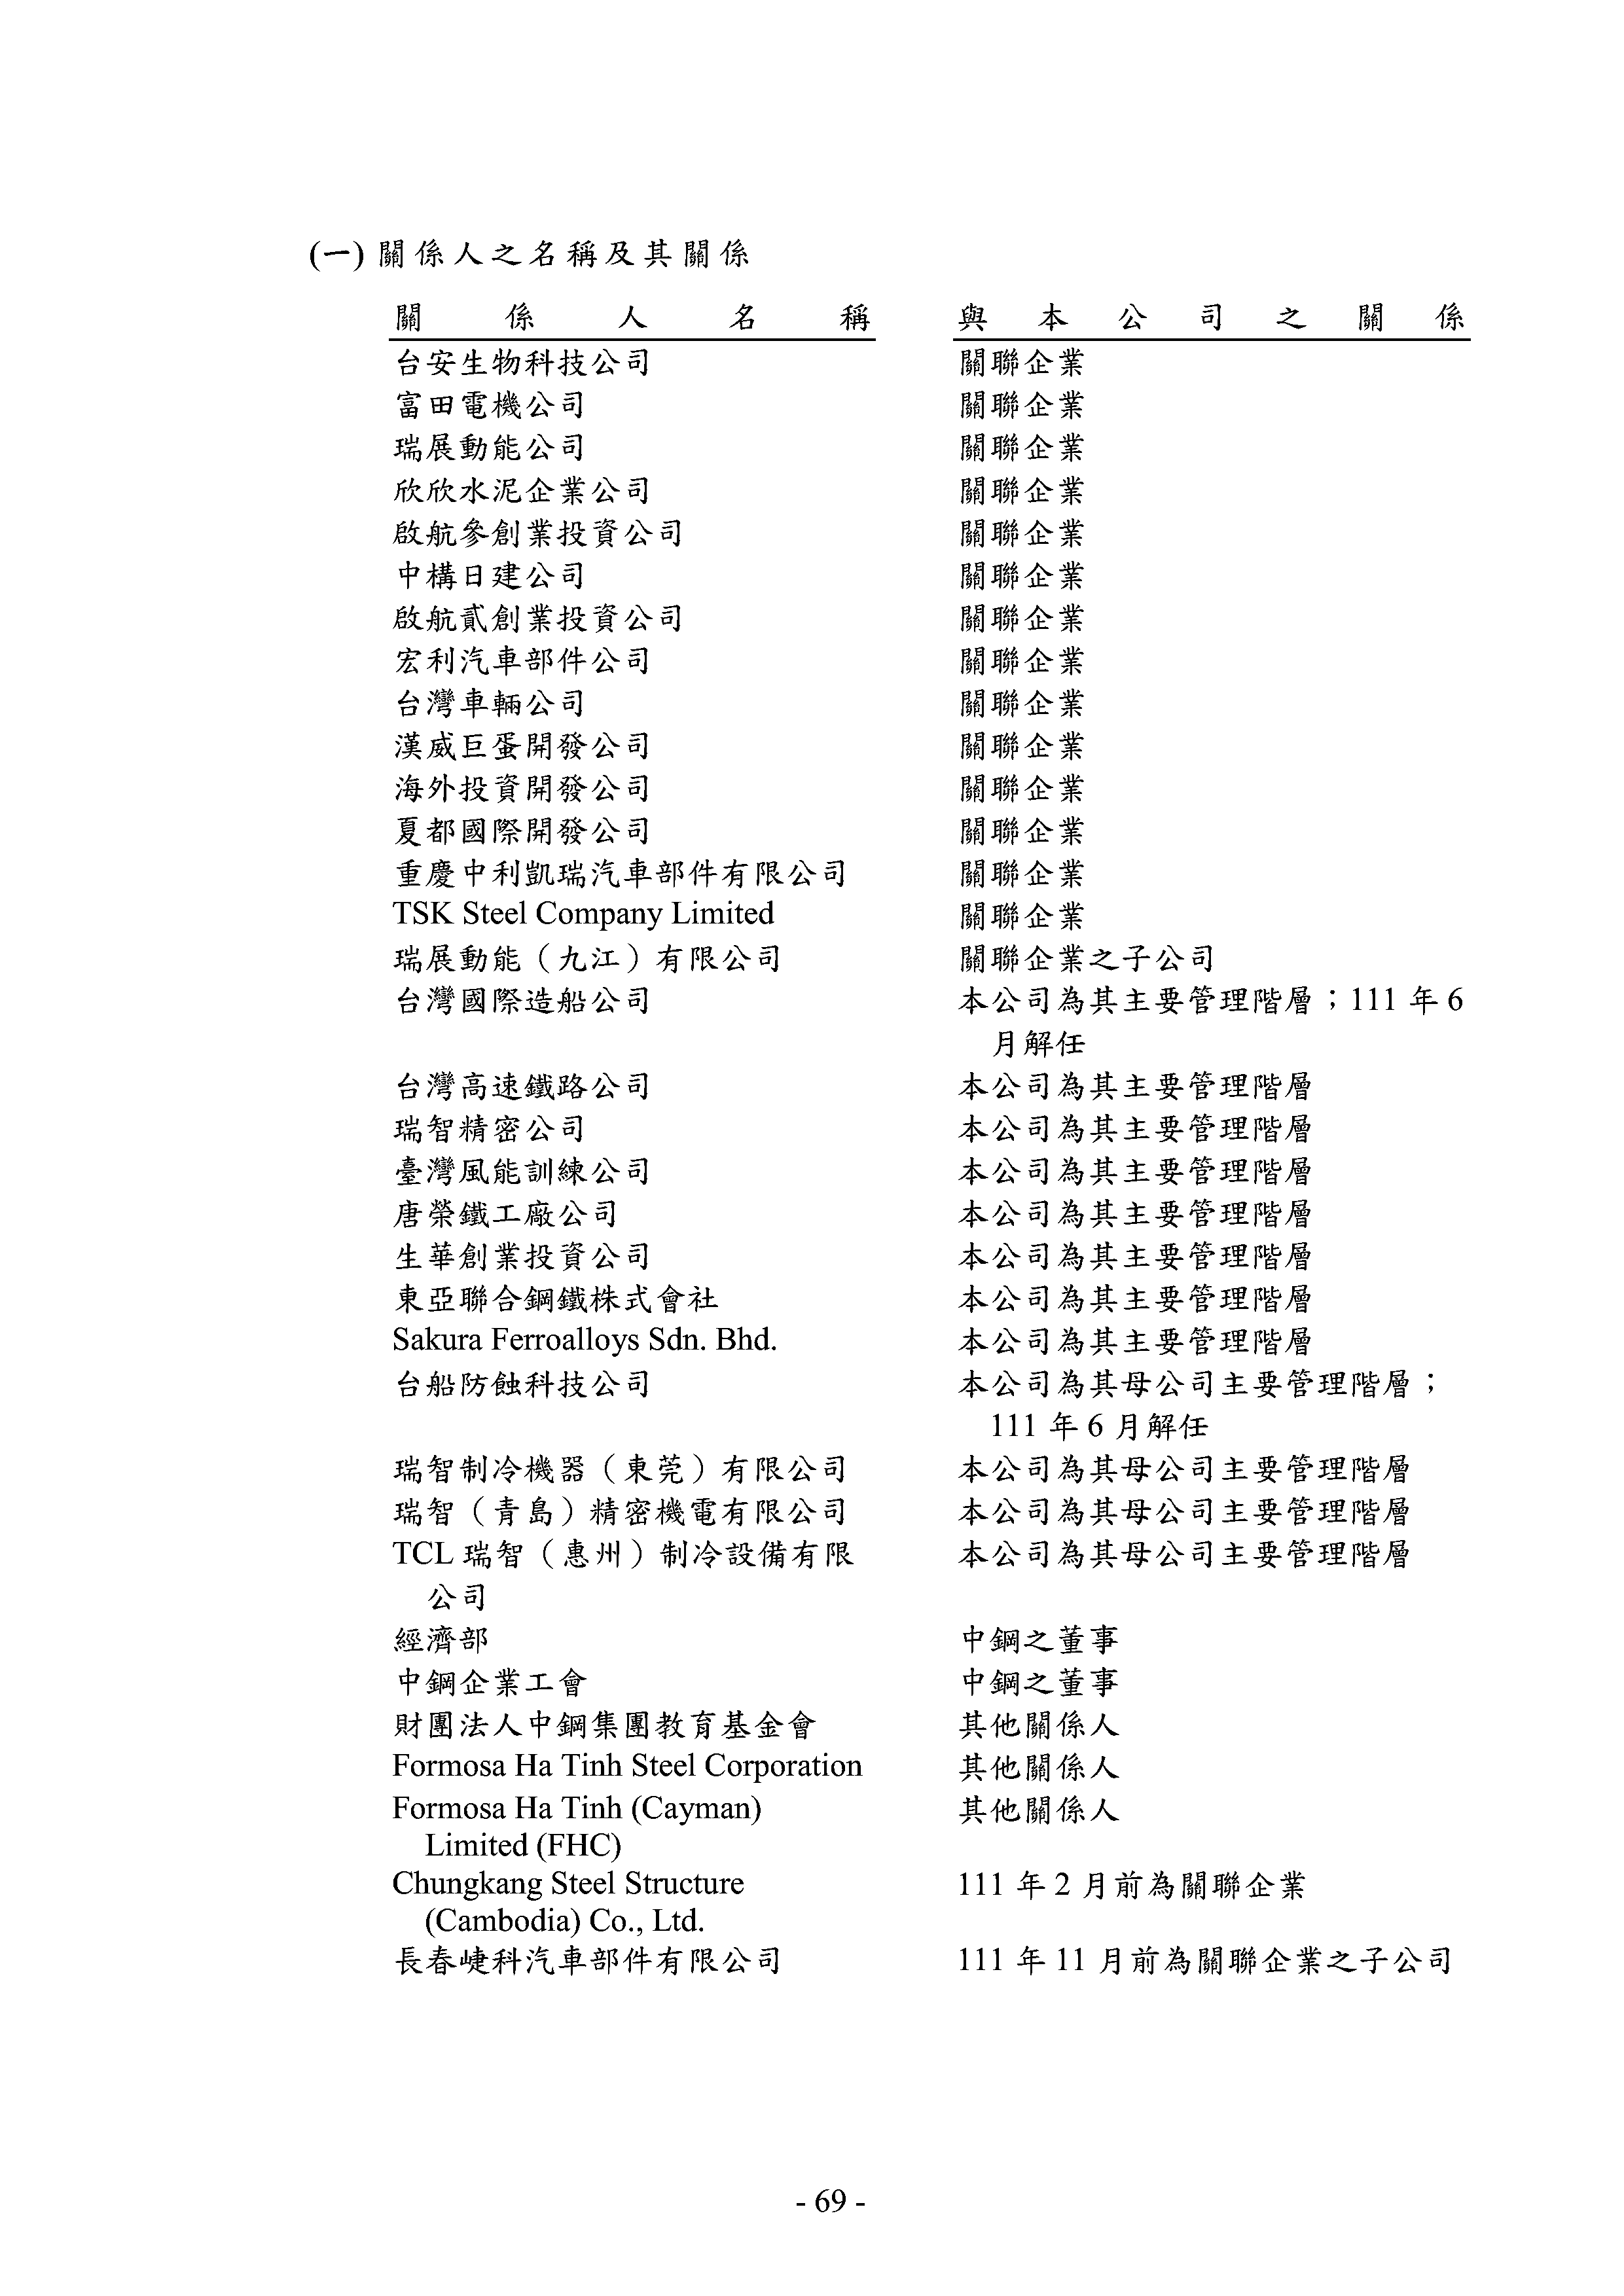 (一) 關係人之名稱及其關係
關係人名稱 與本公司之關係
台安生物科技公司 關聯企業
富田電機公司 關聯企業
瑞展動能公司 關聯企業
欣欣水泥企業公司 關聯企業
啟航參創業投資公司 關聯企業
中構日建公司 關聯企業
啟航貳創業投資公司 關聯企業
宏利汽車部件公司 關聯企業
台灣車輛公司 關聯企業
漢威巨蛋開發公司 關聯企業
海外投資開發公司 關聯企業
夏都國際開發公司 關聯企業
重慶中利凱瑞汽車部件有限公司 關聯企業
TSK Steel Company Limited 關聯企業
瑞展動能（九江）有限公司 關聯企業之子公司
台灣國際造船公司 本公司為其主要管理階層；111 年 6
月解任
台灣高速鐵路公司 本公司為其主要管理階層
瑞智精密公司 本公司為其主要管理階層
臺灣風能訓練公司 本公司為其主要管理階層
唐榮鐵工廠公司 本公司為其主要管理階層
生華創業投資公司 本公司為其主要管理階層
東亞聯合鋼鐵株式會社 本公司為其主要管理階層
Sakura Ferroalloys Sdn. Bhd. 本公司為其主要管理階層
台船防蝕科技公司 本公司為其母公司主要管理階層；
111 年 6 月解任
瑞智制冷機器（東莞）有限公司 本公司為其母公司主要管理階層
瑞智（青島）精密機電有限公司 本公司為其母公司主要管理階層
TCL 瑞智（惠州）制冷設備有限 本公司為其母公司主要管理階層
公司
經濟部 中鋼之董事
中鋼企業工會 中鋼之董事
財團法人中鋼集團教育基金會 其他關係人
Formosa Ha Tinh Steel Corporation 其他關係人
Formosa Ha Tinh (Cayman) 其他關係人
Limited (FHC)
Chungkang Steel Structure 111 年 2 月前為關聯企業
(Cambodia) Co., Ltd.
長春崨科汽車部件有限公司 111 年 11 月前為關聯企業之子公司
- 69 -